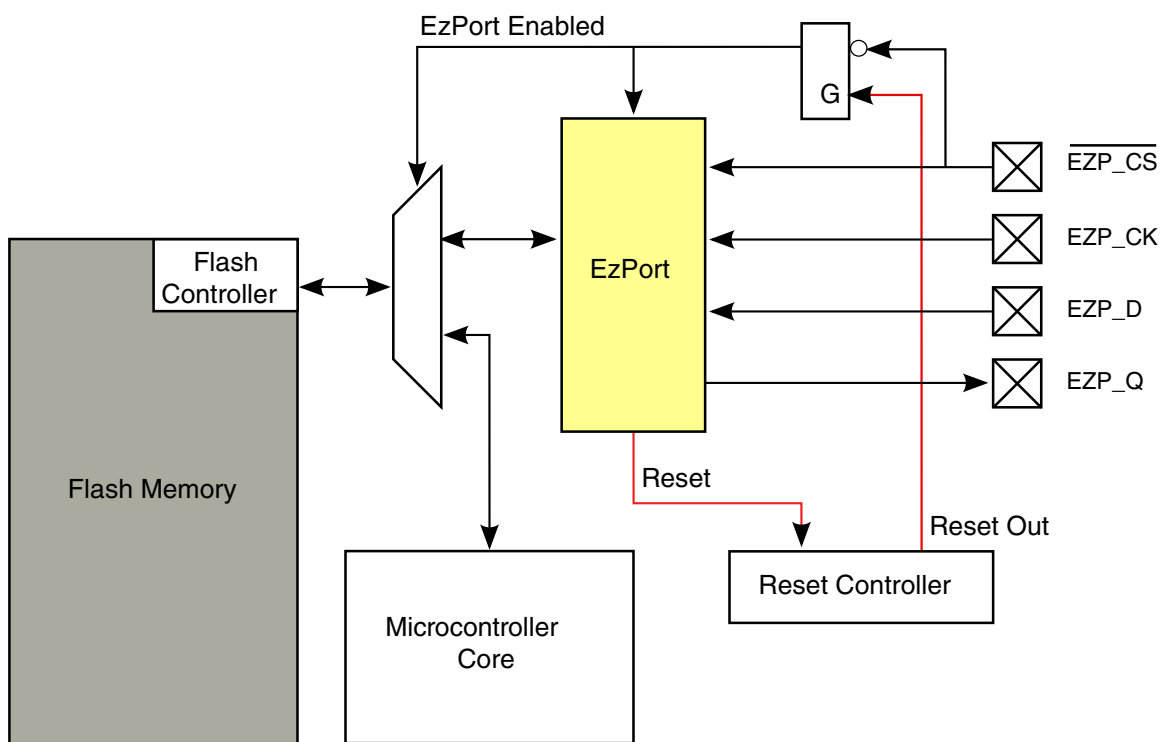 EzPort Enabled
G
EZP_CS
EZP_CK
EZP_D
EZP_Q
EzPort
Flash
Controller
Flash Memory
Reset
Reset Out
Reset Controller
Microcontroller
Core